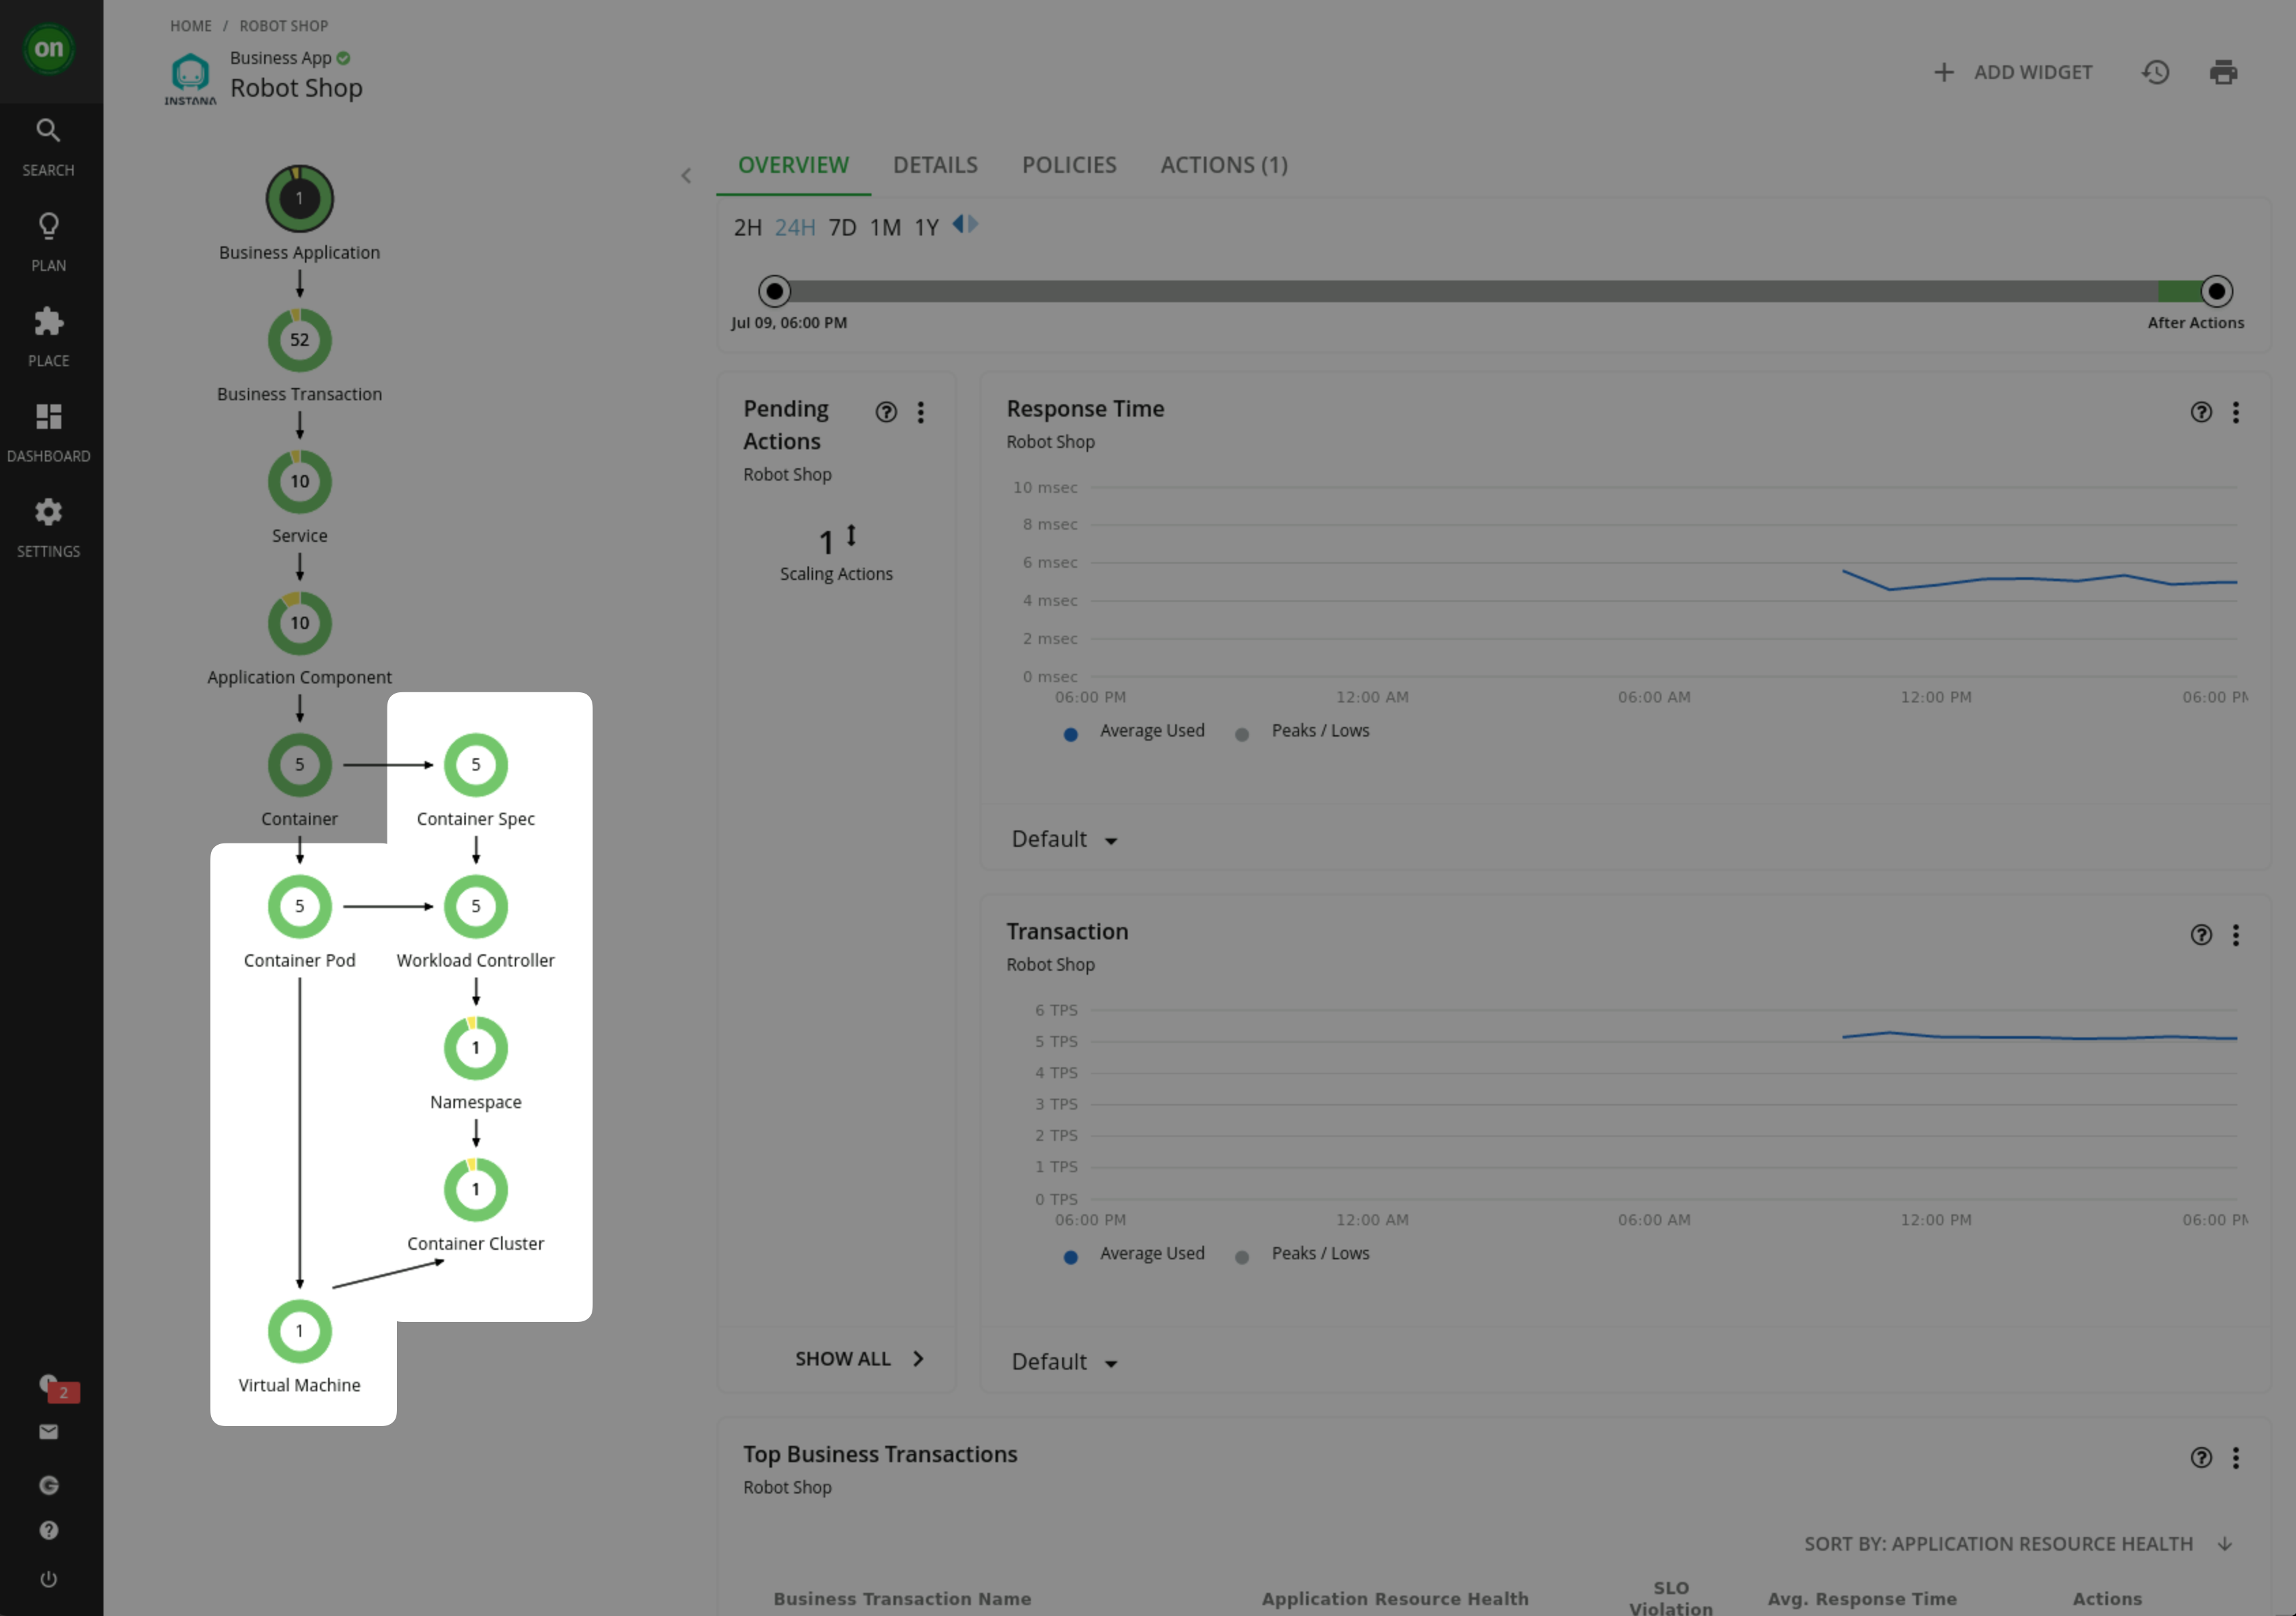 on
SEARCH
PLAN
PLACE
DASHBOARD
SETTINGS
2
HOME / ROBOT SHOP
INSTANA
Business App
Robot Shop
ADD WIDGET
1
Business Application
52
Business Transaction
10
Service
10
Application Component
5
5
Container
Container Spec
5
5
Container Pod
Workload Controller
1
Namespace
1
Container Cluster
1
Virtual Machine
OVERVIEW
DETAILS
POLICIES
ACTIONS (1)
2H 24H 7D 1M 1Y
Jul 09, 06:00 PM
After Actions
Pending
Actions
Robot Shop
1
Scaling Actions
SHOW ALL
Response Time
Robot Shop
10 msec
8 msec
6 msec
4 msec
2 msec
0 msec
06:00 PM 12:00 AM 06:00 AM 12:00 PM 06:00 PM
Average Used
Peaks / Lows
Default
Transaction
Robot Shop
6 TPS
5 TPS
4 TPS
3 TPS
2 TPS
1 TPS
0 TPS
06:00 PM 12:00 AM 06:00 AM 12:00 PM 06:00 PM
Average Used
Peaks / Lows
Default
Top Business Transactions
Robot Shop
SORT BY: APPLICATION RESOURCE HEALTH
Business Transaction Name
Application Resource Health
SLO
Violation
Avg. Response Time
Actions